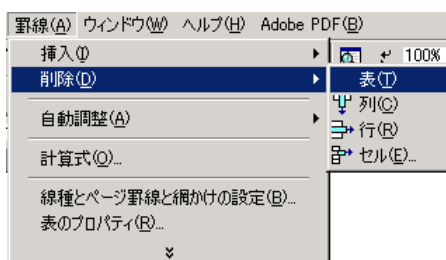 罫線(A) ウィンドウ(W) ヘルプ(H) Adobe PDF(B)
挿入(I)
100%
削除(D)
表(T)
列(C)
自動調整(A)
行(R)
計算式(O)...
セル(E)...
線種とページ罫線と網かけの設定(B)...
表のプロパティ(R)...